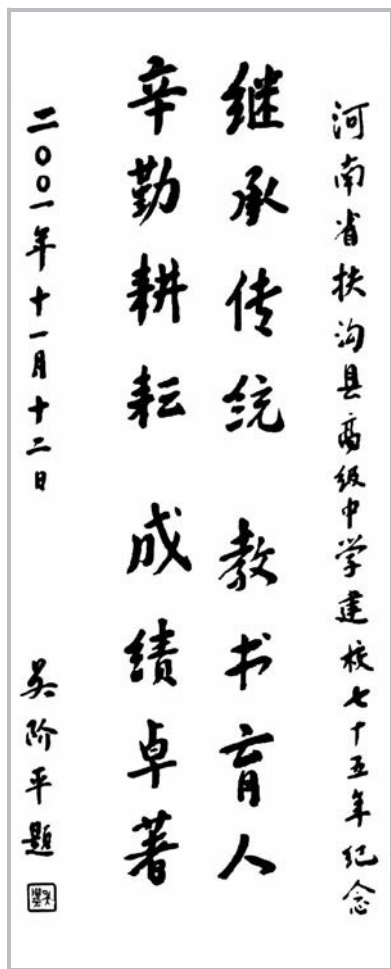 河南省扶沟县高级中学建校七十五年纪念
继承传统 教书育人
辛勤耕耘 成绩卓著
二〇〇一年十一月十二日
吴阶平题